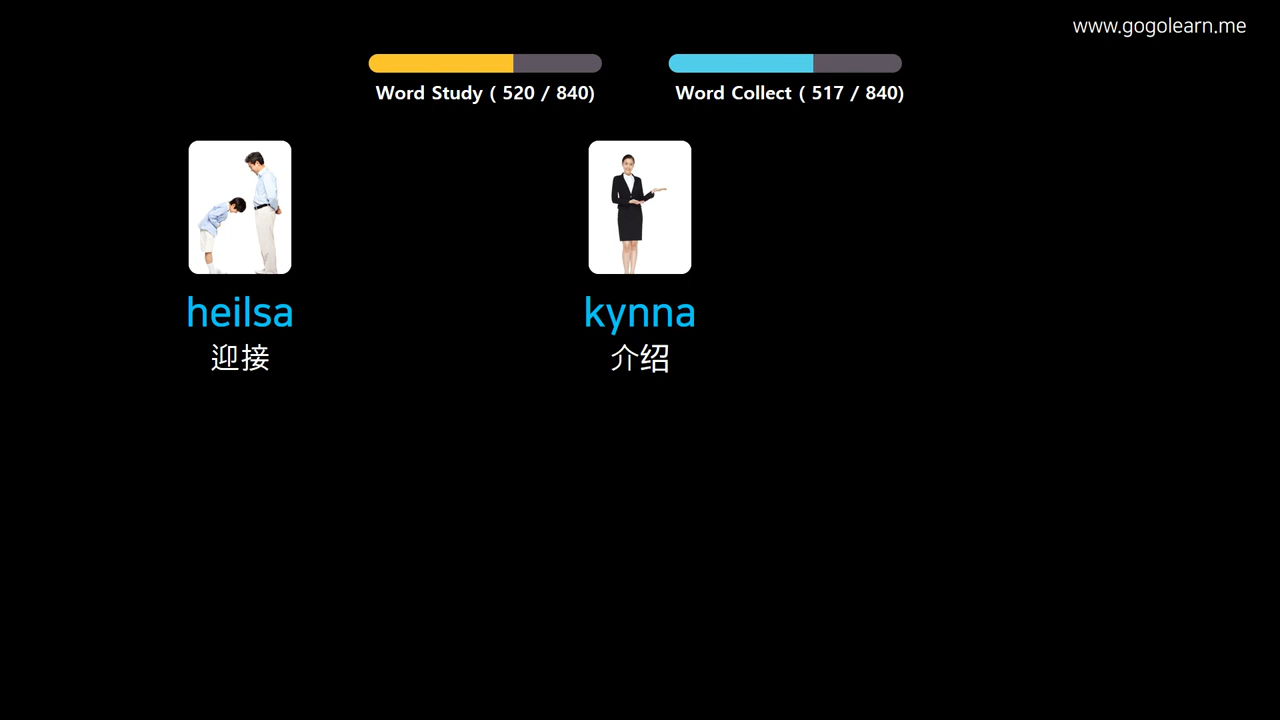 www.gogolearn.me
Word Study ( 520 / 840)
Word Collect ( 517 / 840)
heilsa
迎接
kynna
介绍